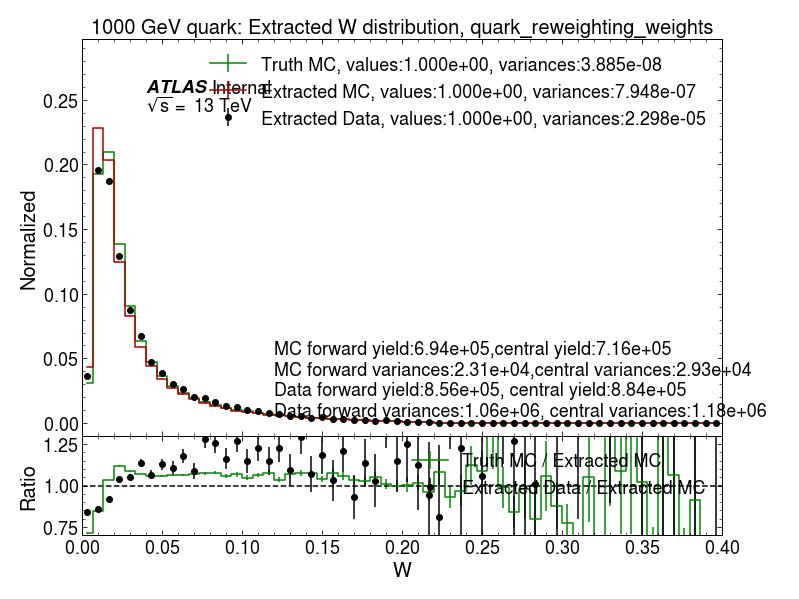 1000 GeV quark: Extracted W distribution, quark_reweighting_weights
Truth MC, values:1.000e+00, variances:3.885e-08
ATLAS Internal
Extracted MC, values:1.000e+00, variances:7.948e-07
√s = 13 TeV
Extracted Data, values:1.000e+00, variances:2.298e-05
Normalized
0.25
0.20
0.15
0.10
0.05
0.00
MC forward yield:6.94e+05,central yield:7.16e+05
MC forward variances:2.31e+04,central variances:2.93e+04
Data forward yield:8.56e+05, central yield:8.84e+05
Data forward variances:1.06e+06, central variances:1.18e+06
Ratio
1.25
1.00
0.75
Truth MC / Extracted MC
Extracted Data / Extracted MC
0.00 0.05 0.10 0.15 0.20 0.25 0.30 0.35 0.40
W